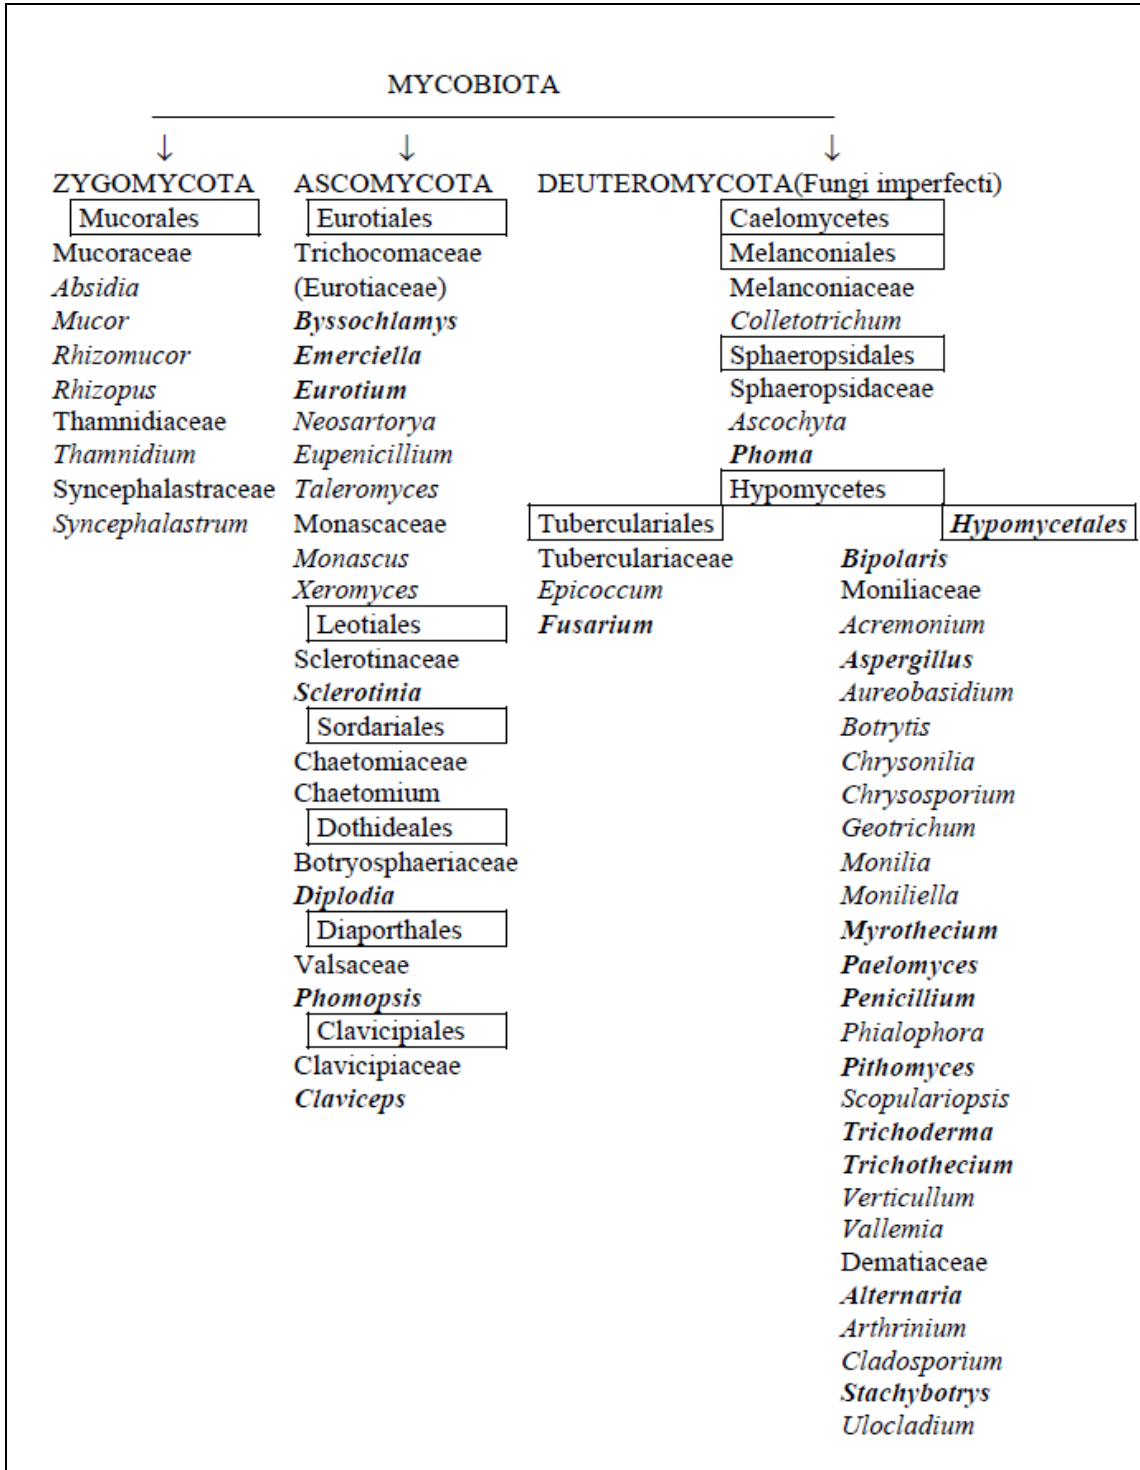 MYCOBIOTA
↓ ↓ ↓
ZYGOMYCOTA ASCOMYCOTA DEUTEROMYCOTA(Fungi imperfecti)
Mucorales Eurotiales Caelomycetes
Mucoraceae Trichocomaceae Melanconiales
Absidia (Eurotiaceae) Melanconiaceae
Mucor Byssochlamys Colletotrichum
Rhizomucor Emerciella Sphaeropsidales
Rhizopus Eurotium Sphaeropsidaceae
Thamnidiaceae Neosartorya Ascochyta
Thamnidium Eupenicillium Phoma
Syncephalastraceae Taleromyces Hypomycetes
Syncephalastrum Monascaceae Tuberculariales Hypomycetales
Monascus Tuberculariaceae Bipolaris
Xeromyces Epicoccum Moniliaceae
Leotiales Fusarium Acremonium
Sclerotinaceae Aspergillus
Sclerotinia Aureobasidium
Sordariales Botrytis
Chaetomiaceae Chrysonilia
Chaetomium Chrysosporium
Dothideales Geotrichum
Botryosphaeriaceae Monilia
Diplodia Moniliella
Diaporthales Myrothecium
Valsaceae Paelomyces
Phomopsis Penicillium
Clavicipiales Phialophora
Clavicipiaceae Pithomyces
Claviceps Scopulariopsis
Trichoderma
Trichothecium
Verticullum
Vallemia
Dematiaceae
Alternaria
Arthrinium
Cladosporium
Stachybotrys
Ulocladium